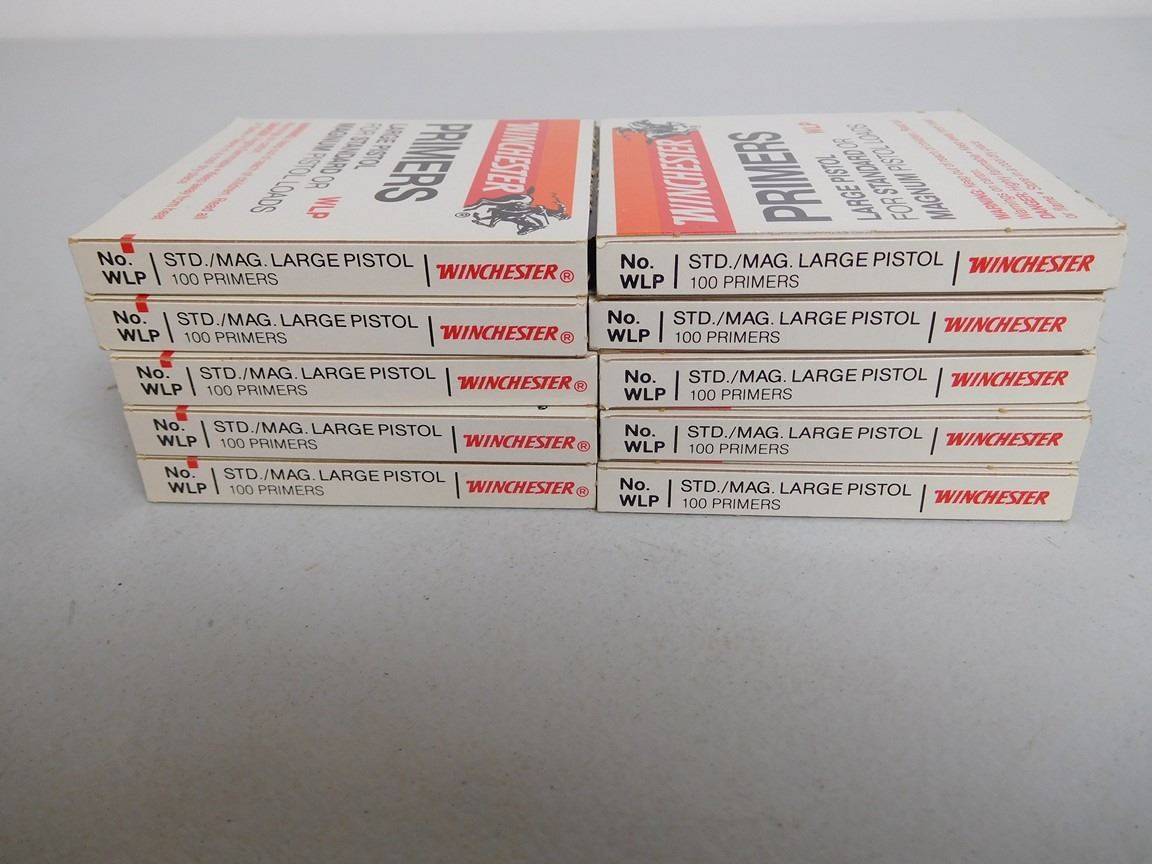 WINCHESTER
®
PRIMERS
LARGE PISTOL
FOR STANDARD OR
MAGNUM PISTOL LOADS
WLP
WINCHESTER
PRIMERS
LARGE PISTOL
FOR STANDARD OR
MAGNUM PISTOL LOADS
WLP
No. WLP STD./MAG. LARGE PISTOL WINCHESTER®
100 PRIMERS
No. WLP STD./MAG. LARGE PISTOL WINCHESTER®
100 PRIMERS
No. WLP STD./MAG. LARGE PISTOL WINCHESTER®
100 PRIMERS
No. WLP STD./MAG. LARGE PISTOL WINCHESTER®
100 PRIMERS
No. WLP STD./MAG. LARGE PISTOL WINCHESTER®
100 PRIMERS
No. WLP STD./MAG. LARGE PISTOL WINCHESTER
100 PRIMERS
No. WLP STD./MAG. LARGE PISTOL WINCHESTER
100 PRIMERS
No. WLP STD./MAG. LARGE PISTOL WINCHESTER
100 PRIMERS
No. WLP STD./MAG. LARGE PISTOL WINCHESTER
100 PRIMERS
No. WLP STD./MAG. LARGE PISTOL WINCHESTER
100 PRIMERS